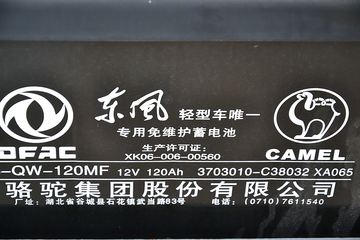 东风 轻型车唯一
专用免维护蓄电池
生产许可证:
DFAC XK06-006-00560 CAMEL
-QW-120MF 12V 120Ah 3703010-C38032 XA065
骆驼集团股份有限公司
厂址: 湖北省谷城县石花镇武当路83号 电话: (0710)7611540